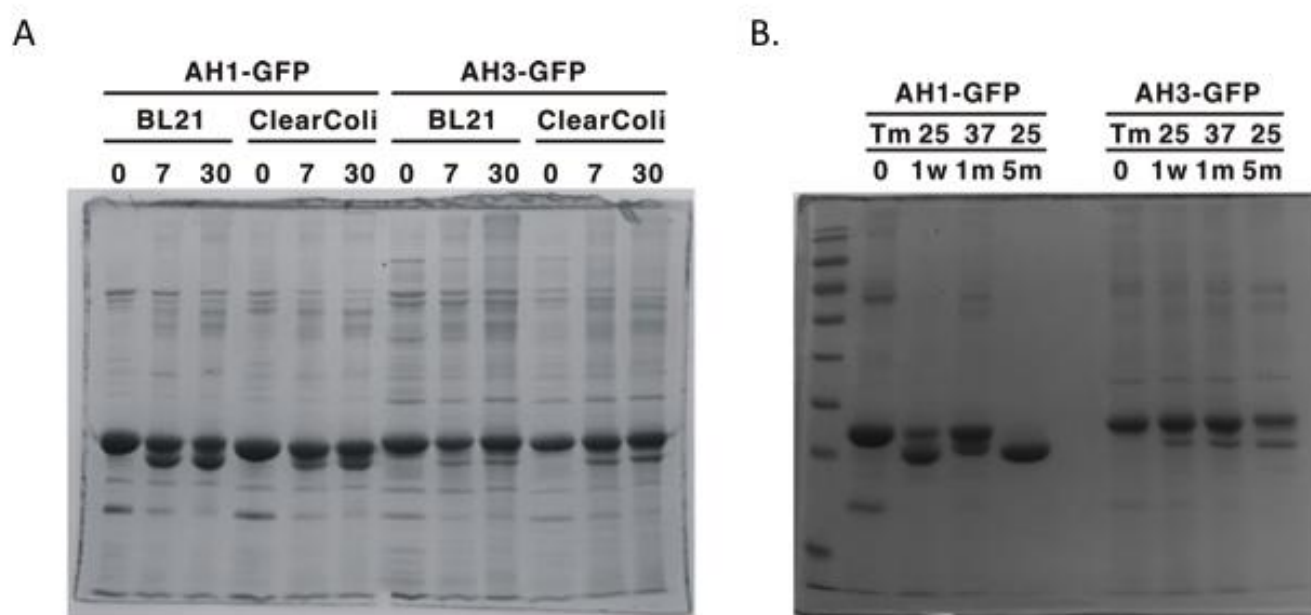 A
AH1-GFP AH3-GFP
BL21 ClearColi BL21 ClearColi
0 7 30 0 7 30 0 7 30 0 7 30
B.
AH1-GFP AH3-GFP
Tm 25 37 25 Tm 25 37 25
0 1w 1m 5m 0 1w 1m 5m